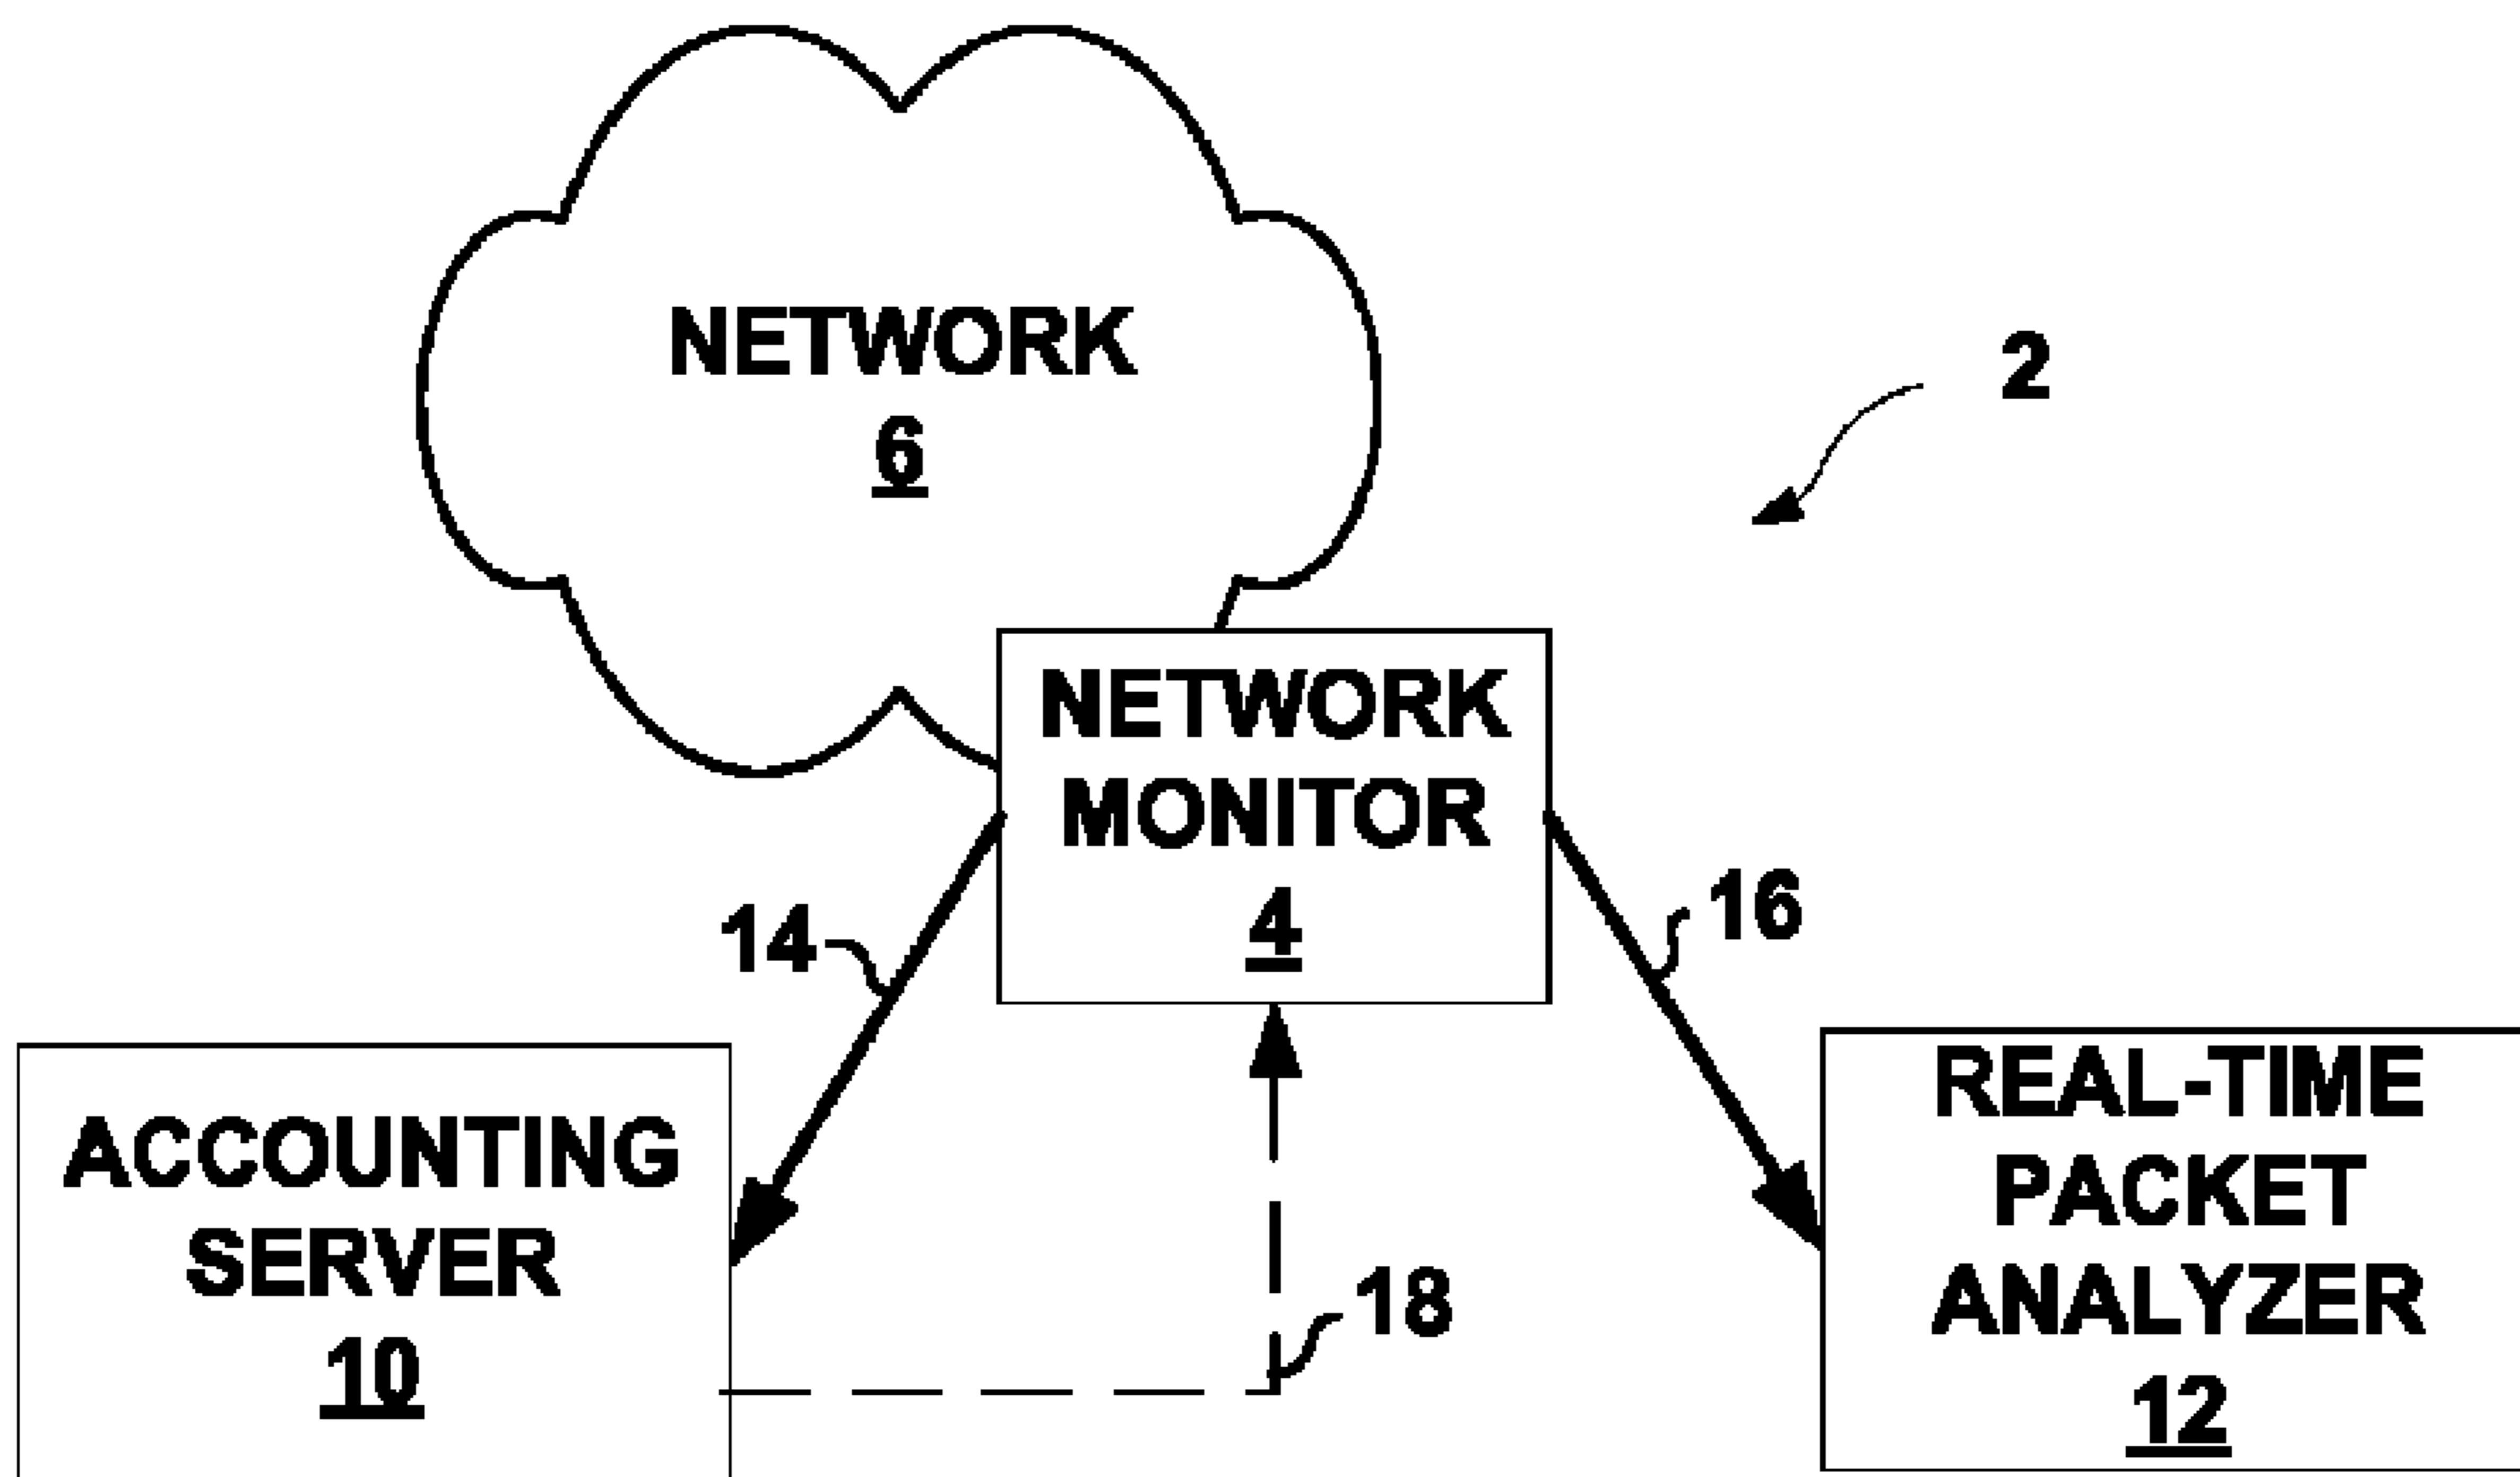 NETWORK
6
2
NETWORK
MONITOR
4
14
16
ACCOUNTING
SERVER
10
18
REAL-TIME
PACKET
ANALYZER
12